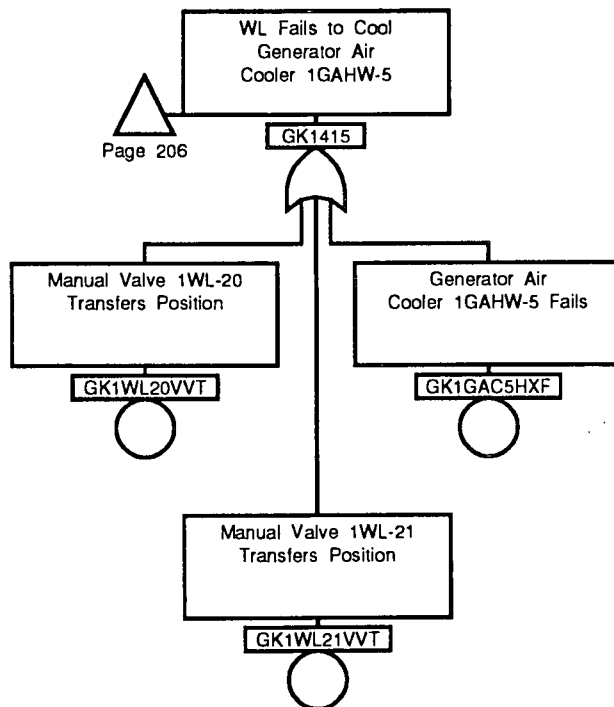 WL Fails to Cool
Generator Air
Cooler 1GAHW-5
Page 206
GK1415
Manual Valve 1WL-20
Transfers Position
GK1WL20VVT
Generator Air
Cooler 1GAHW-5 Fails
GK1GAC5HXF
Manual Valve 1WL-21
Transfers Position
GK1WL21VVT